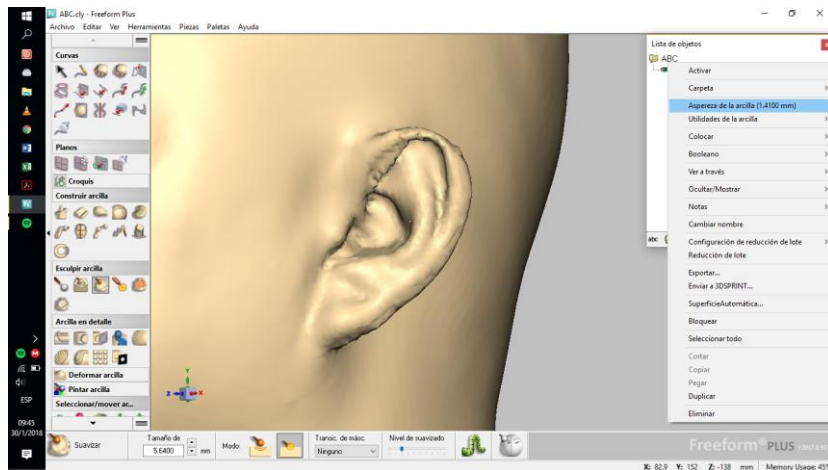 ABC.cly - Freeform Plus
Archivo Editar Ver Herramientas Piezas Paletas Ayuda
Curvas
Planos
Croquis
Construir arcilla
Esculpir arcilla
Arcilla en detalle
Deformar arcilla
Pintar arcilla
Seleccionar/mover ar...
Lista de objetos
ABC
Activar
Carpeta
Aspereza de la arcilla (1.4100 mm)
Utilidades de la arcilla
Colocar
Booleano
Ver a través
Ocultar/Mostrar
Notas
Cambiar nombre
Configuración de reducción de lote
Reducción de lote
Exportar...
Enviar a 3DSPRINT...
SuperficieAutomática...
Bloquear
Seleccionar todo
Cortar
Copiar
Pegar
Duplicar
Eliminar
abc
Y
Z X
Suavizar
Tamaño de
5.6400 mm
Modo:
Transic. de másc.
Ninguno
Nivel de suavizado
Freeform® PLUS
X: 82.9 Y: 152 Z: -138 mm Memory Usage: 45
ESP
09:45
30/1/2018